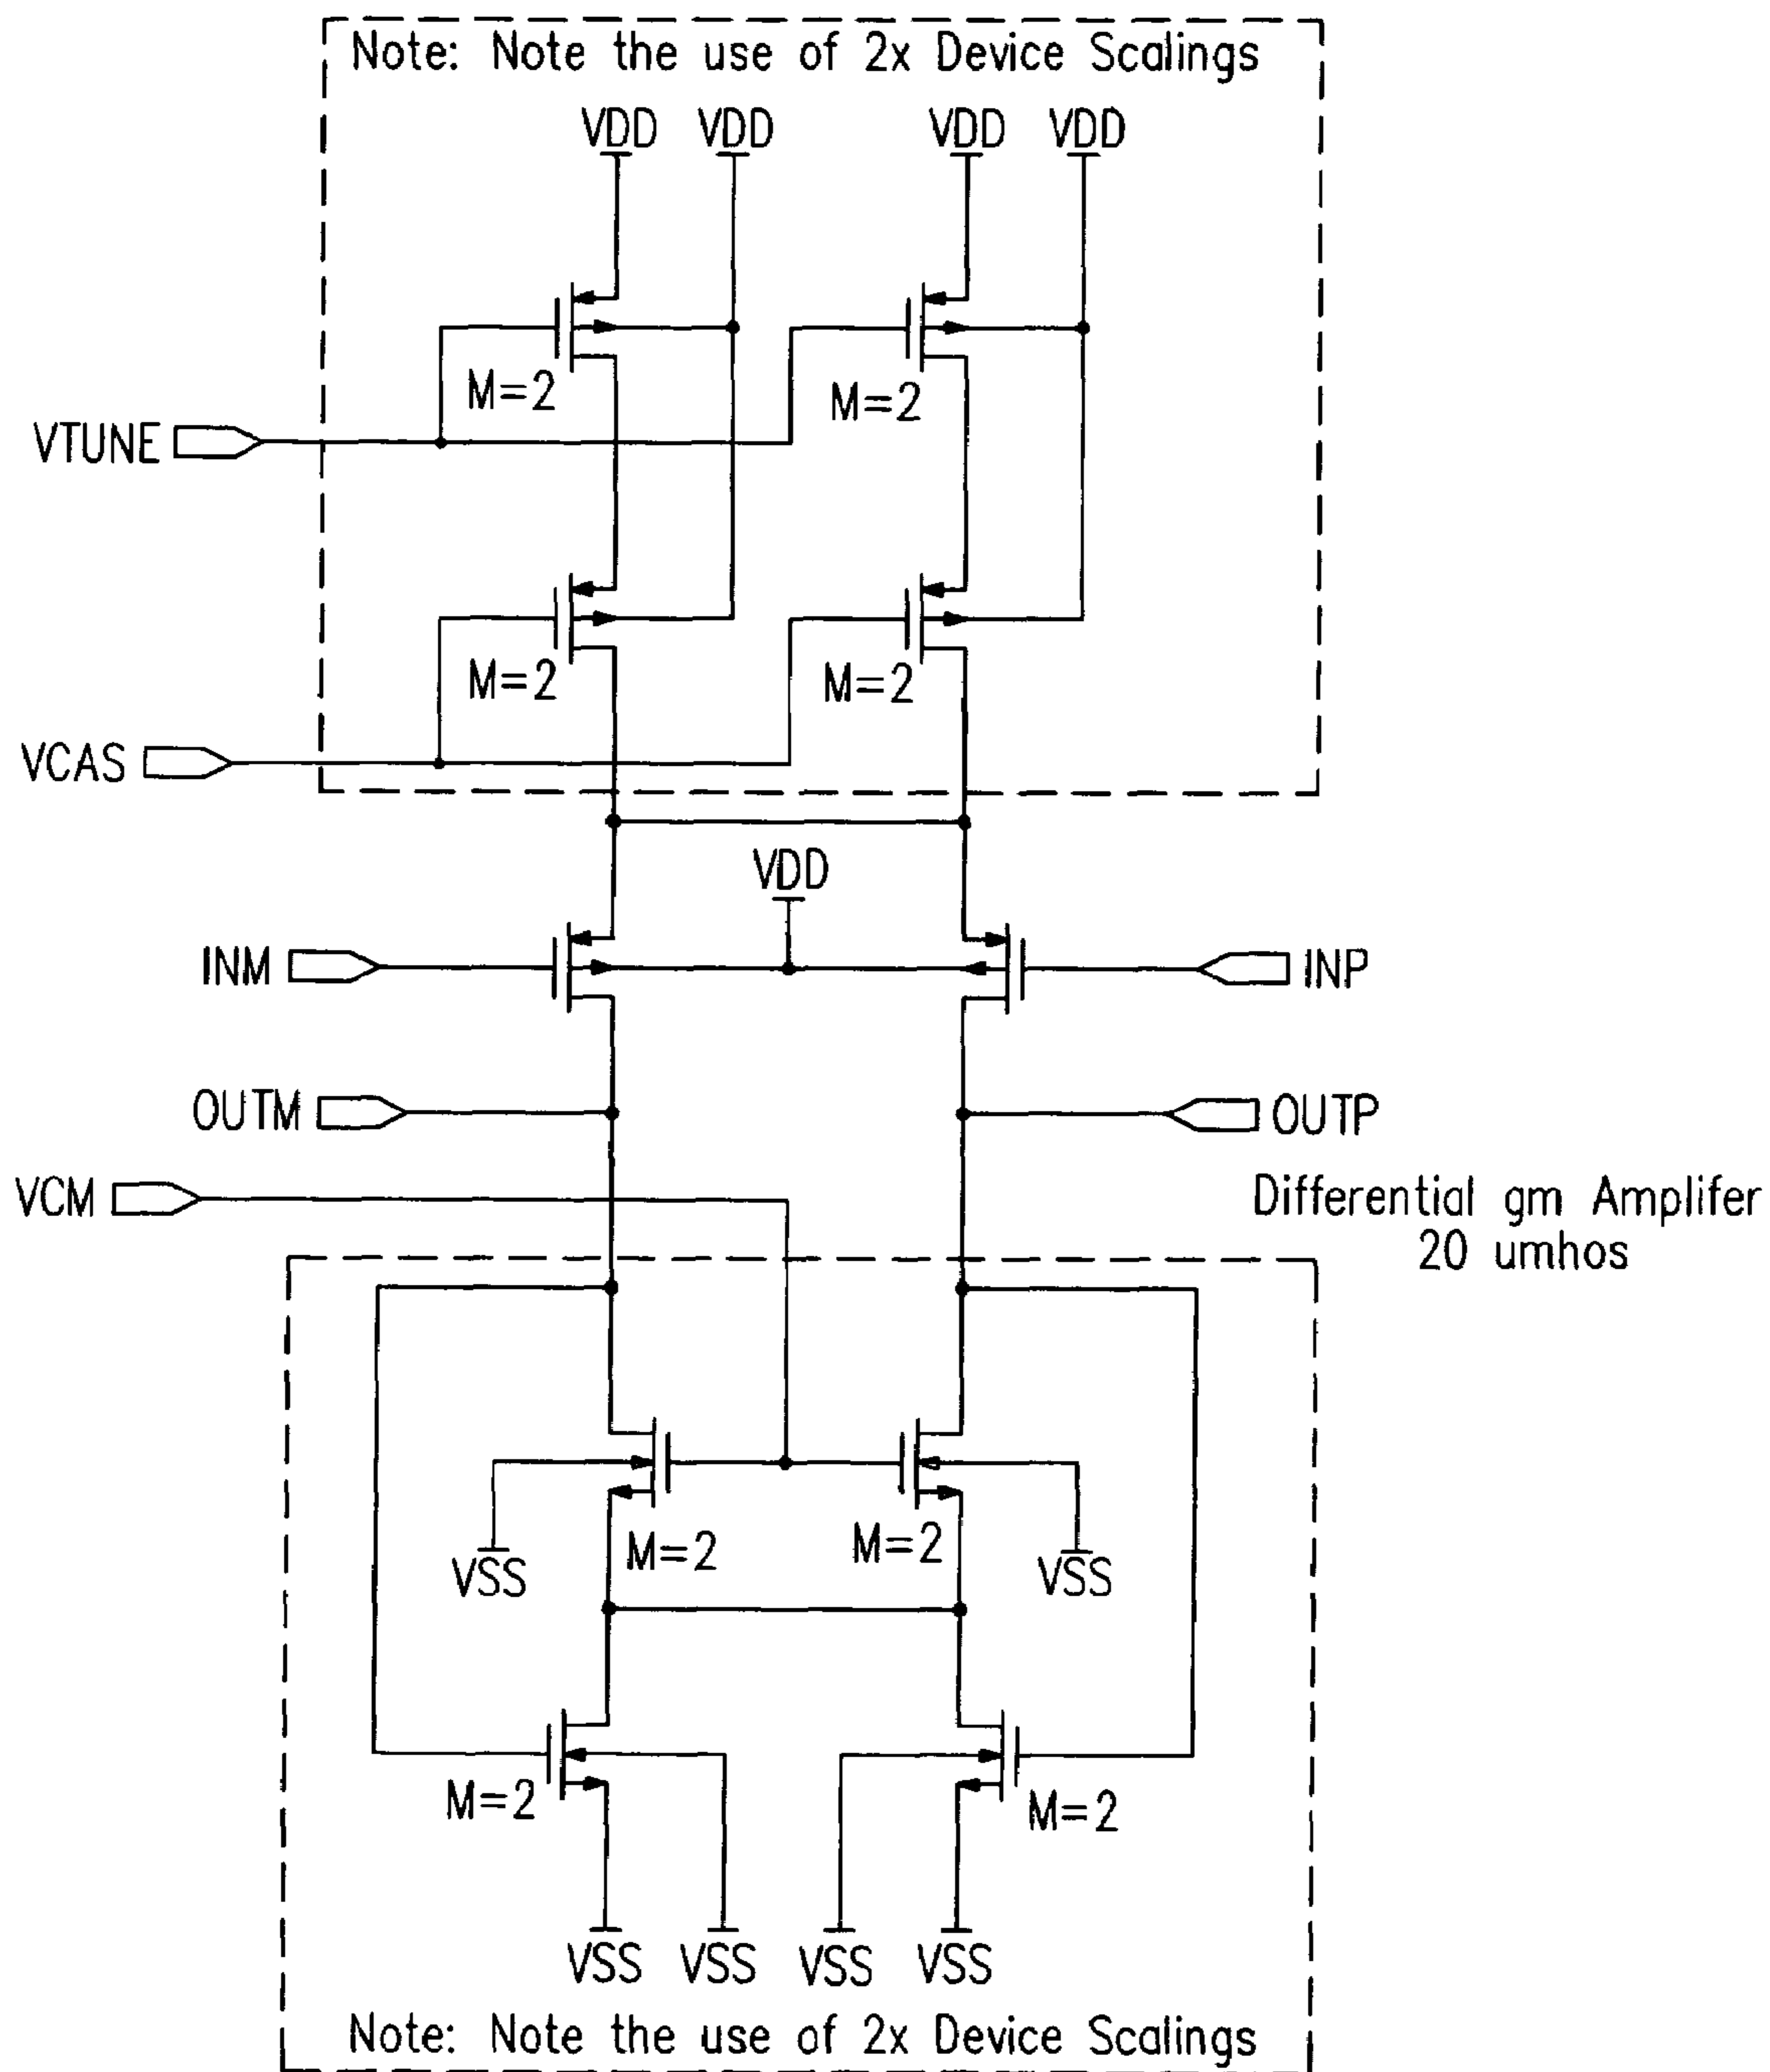 Note: Note the use of 2x Device Scalings
VDD VDD VDD VDD
M=2 M=2
VTUNE
M=2 M=2
VCAS
VDD
INM INP
OUTM OUTP
VCM
Differential gm Amplifer
20 umhos
M=2 M=2
VSS VSS
M=2 M=2
VSS VSS VSS VSS
Note: Note the use of 2x Device Scalings